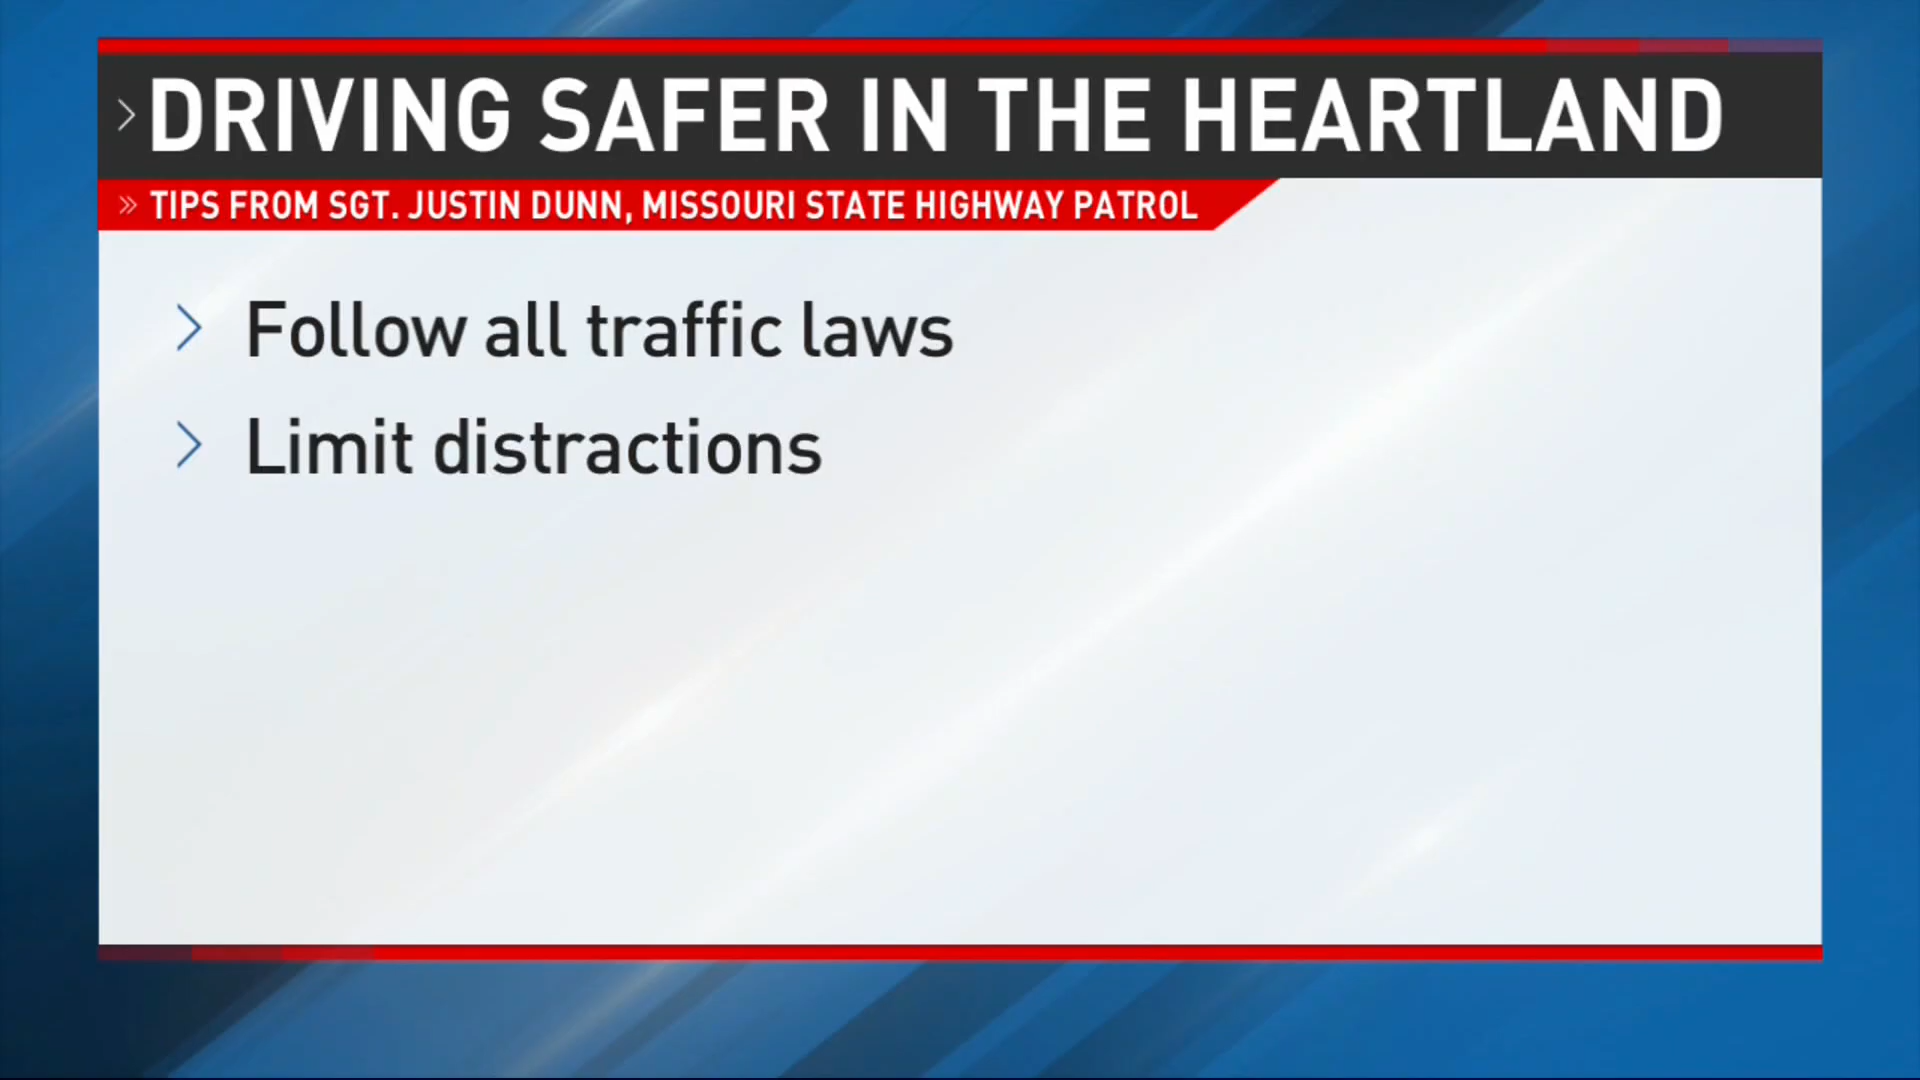 DRIVING SAFER IN THE HEARTLAND
TIPS FROM SGT. JUSTIN DUNN, MISSOURI STATE HIGHWAY PATROL
Follow all traffic laws
Limit distractions